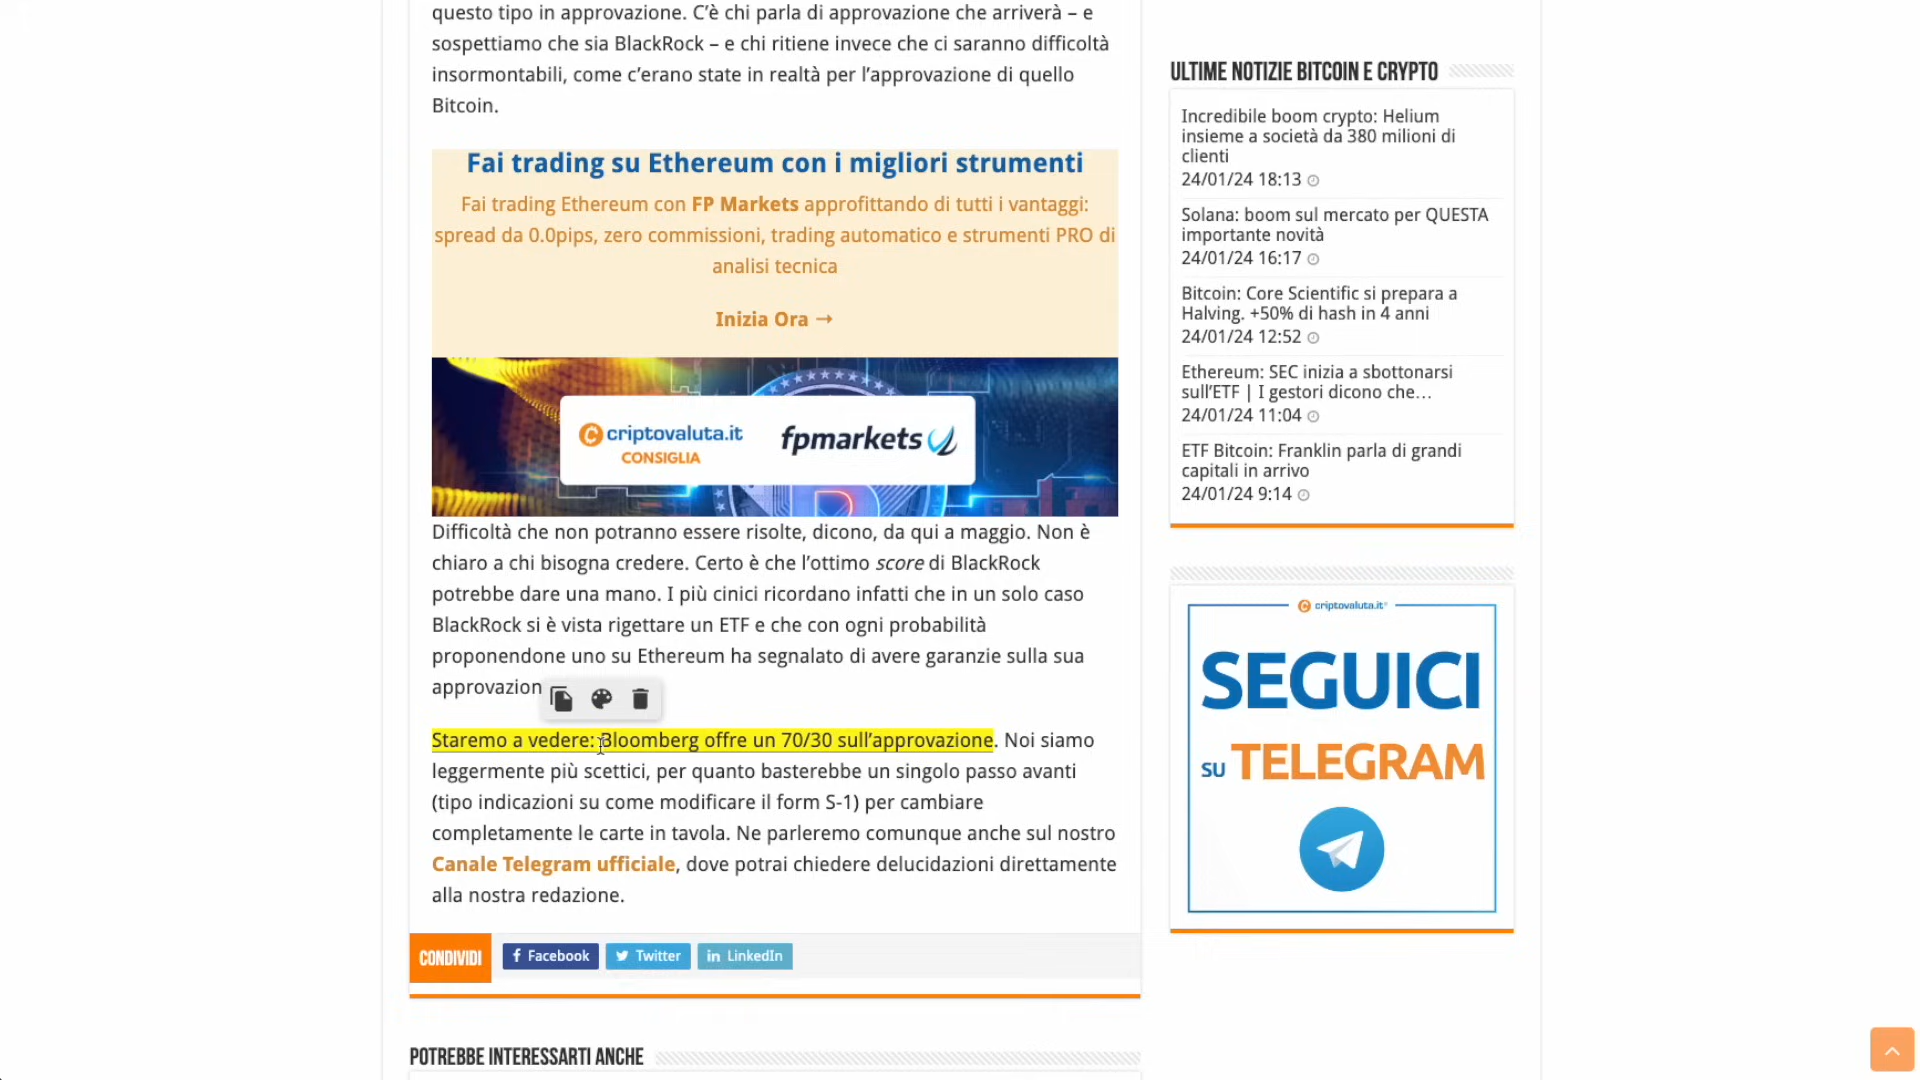 questo tipo in approvazione. C’è chi parla di approvazione che arriverà – e
sospettiamo che sia BlackRock – e chi ritiene invece che ci saranno difficoltà
insormontabili, come c’erano state in realtà per l’approvazione di quello
Bitcoin.
Fai trading su Ethereum con i migliori strumenti
Fai trading Ethereum con FP Markets approfittando di tutti i vantaggi:
spread da 0.0pips, zero commissioni, trading automatico e strumenti PRO di
analisi tecnica
Inizia Ora →
criptovaluta.it
CONSIGLIA
fpmarkets
Difficoltà che non potranno essere risolte, dicono, da qui a maggio. Non è
chiaro a chi bisogna credere. Certo è che l’ottimo score di BlackRock
potrebbe dare una mano. I più cinici ricordano infatti che in un solo caso
BlackRock si è vista rigettare un ETF e che con ogni probabilità
proponendone uno su Ethereum ha segnalato di avere garanzie sulla sua
approvazion
Staremo a vedere: Bloomberg offre un 70/30 sull’approvazione. Noi siamo
leggermente più scettici, per quanto basterebbe un singolo passo avanti
(tipo indicazioni su come modificare il form S-1) per cambiare
completamente le carte in tavola. Ne parleremo comunque anche sul nostro
Canale Telegram ufficiale, dove potrai chiedere delucidazioni direttamente
alla nostra redazione.
CONDIVIDI
Facebook
Twitter
LinkedIn
POTREBBE INTERESSARTI ANCHE
ULTIME NOTIZIE BITCOIN E CRYPTO
Incredibile boom crypto: Helium
insieme a società da 380 milioni di
clienti
24/01/24 18:13
Solana: boom sul mercato per QUESTA
importante novità
24/01/24 16:17
Bitcoin: Core Scientific si prepara a
Halving. +50% di hash in 4 anni
24/01/24 12:52
Ethereum: SEC inizia a sbottonarsi
sull’ETF | I gestori dicono che…
24/01/24 11:04
ETF Bitcoin: Franklin parla di grandi
capitali in arrivo
24/01/24 9:14
criptovaluta.it®
SEGUICI
SU TELEGRAM